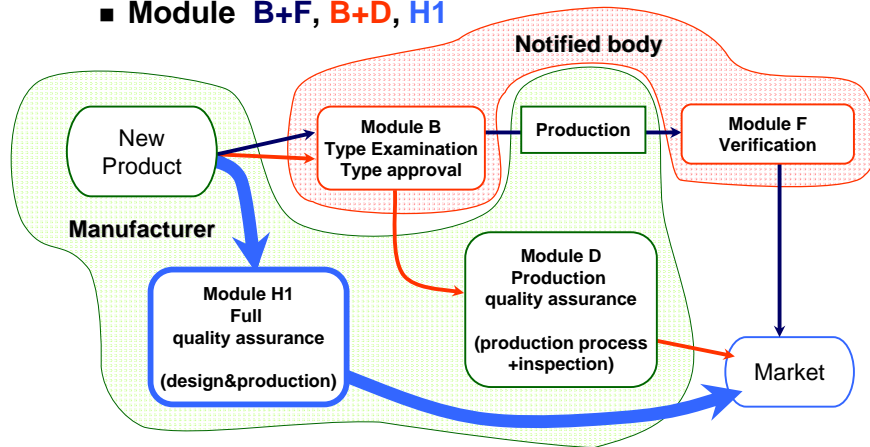 ■ Module B+F, B+D, H1
Notified body
New
Product
Module B
Type Examination
Type approval
Production
Module F
Verification
Manufacturer
Module H1
Full
quality assurance
(design&production)
Module D
Production
quality assurance
(production process
+inspection)
Market